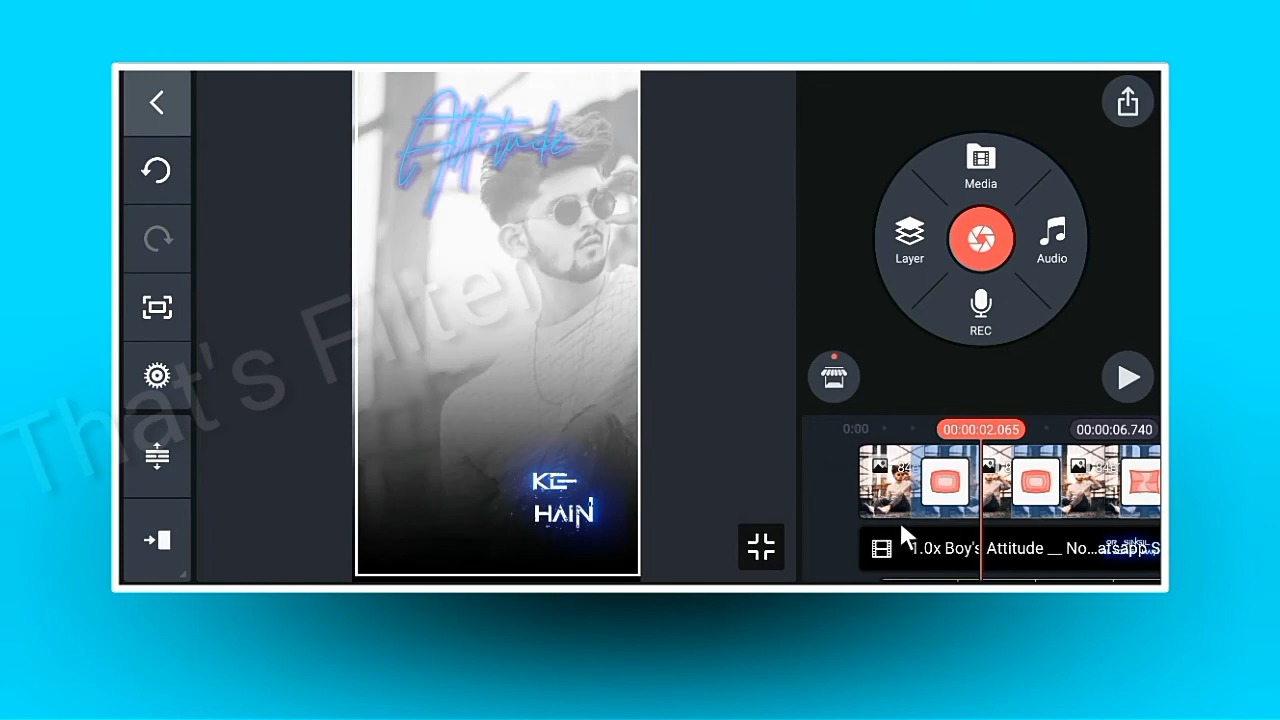 Attitude
KE
HAIN
That's Filter
Media
Layer
Audio
REC
0:00
00:00:02.065
00:00:06.740
1.0x Boy's Attitude __ No...atsapp S